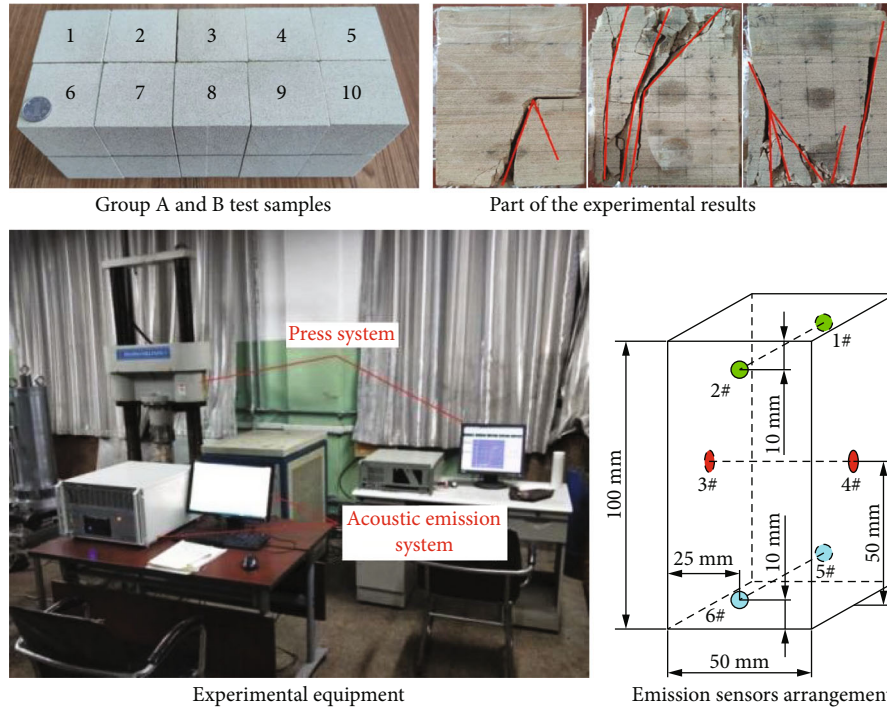 1 2 3 4 5
6 7 8 9 10
Group A and B test samples
Part of the experimental results
Press system
Acoustic emission
system
Experimental equipment
1#
2#
10 mm
100 mm
3#
4#
50 mm
25 mm
10 mm
5#
6#
50 mm
Emission sensors arrangement